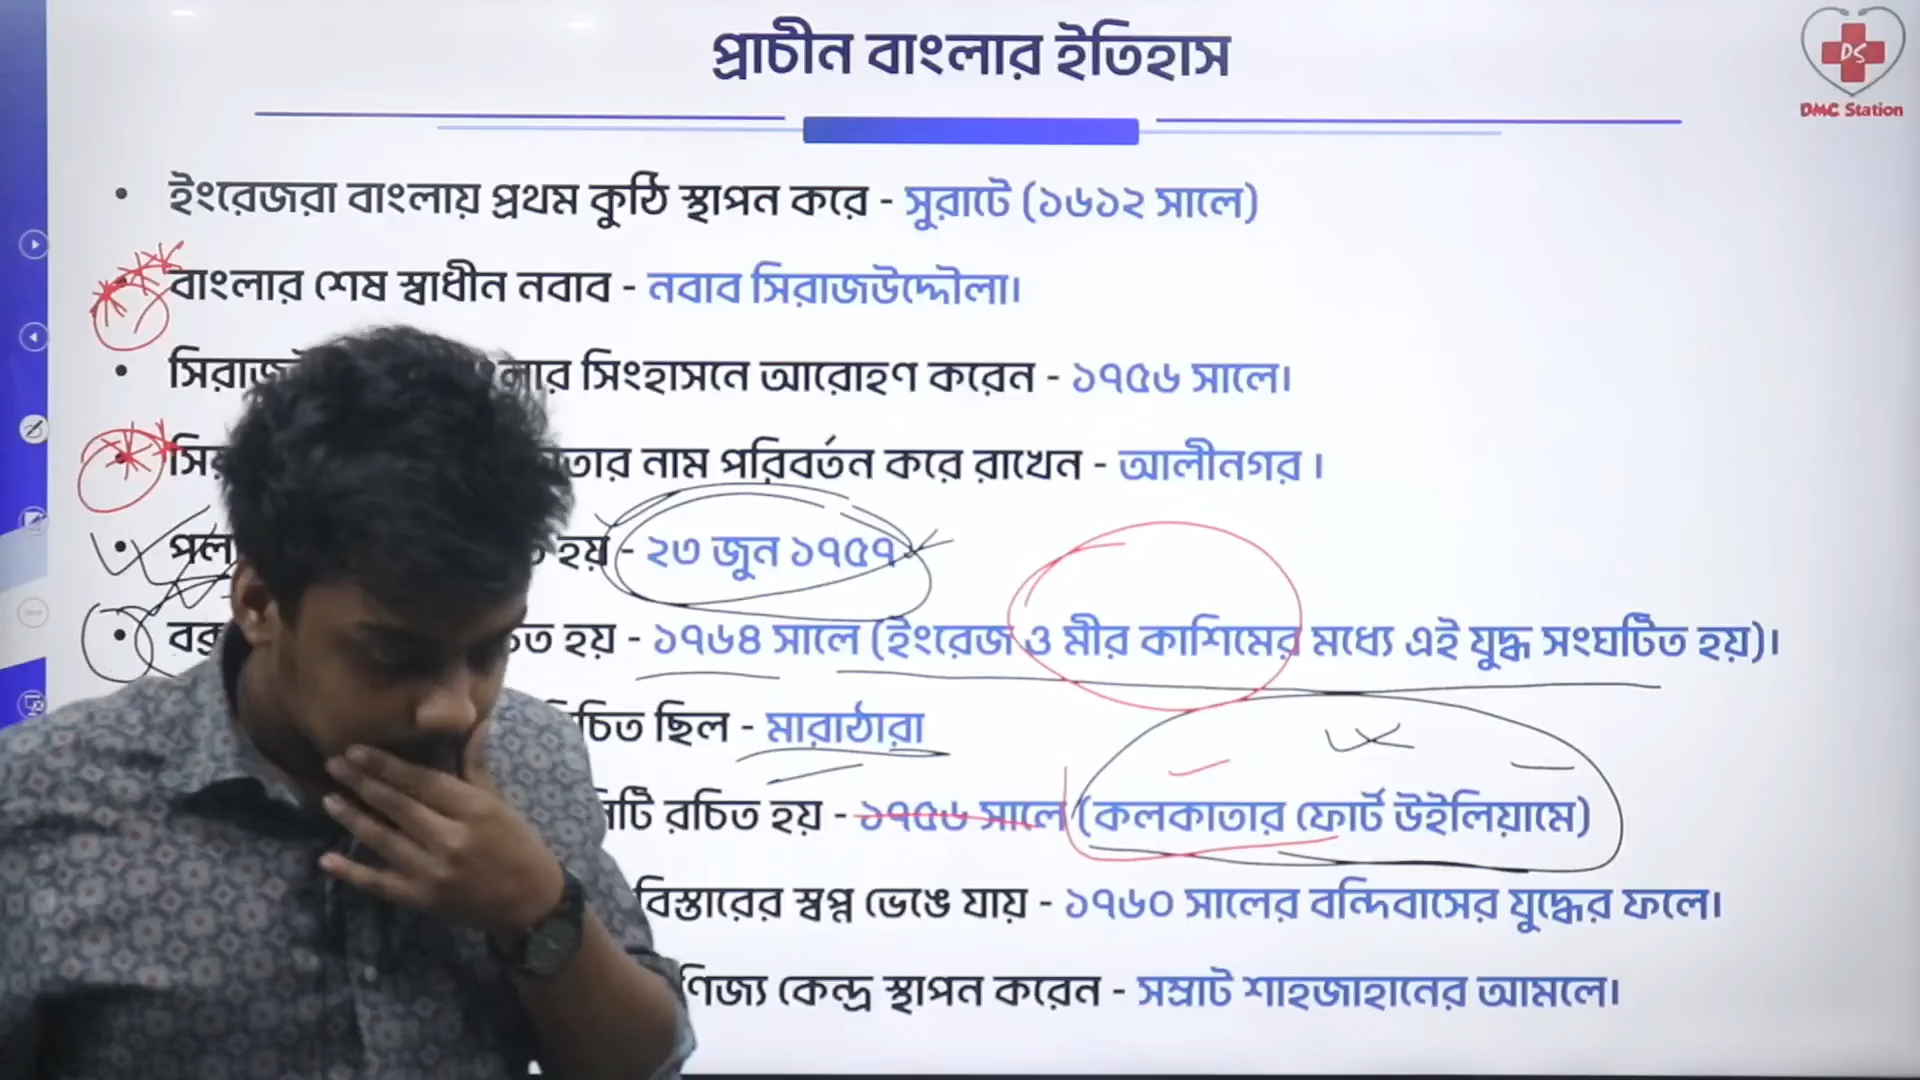 প্রাচীন বাংলার ইতিহাস
DS
DMC Station
ইংরেজরা বাংলায় প্রথম কুঠি স্থাপন করে - সুরাটে (১৬১২ সালে)
বাংলার শেষ স্বাধীন নবাব - নবাব সিরাজউদ্দৌলা।
সিংহাসনে আরোহণ করেন - ১৭৫৬ সালে।
নাম পরিবর্তন করে রাখেন - আলীনগর।
হয় - ২৩ জুন ১৭৫৭
হয় - ১৭৬৪ সালে (ইংরেজ ও মীর কাশিমের মধ্যে এই যুদ্ধ সংঘটিত হয়)।
ছিল - মারাঠারা
রচিত হয় - ১৭৫৬ সালে (কলকাতার ফোর্ট উইলিয়ামে)
বিস্তারের স্বপ্ন ভেঙে যায় - ১৭৬০ সালের বন্দিবাসের যুদ্ধের ফলে।
কেন্দ্র স্থাপন করেন - সম্রাট শাহজাহানের আমলে।